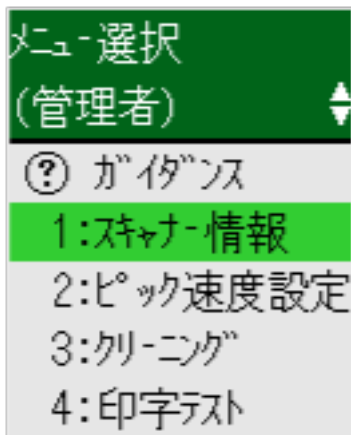 ﾒﾆｭｰ選択
(管理者)
? ｶﾞｲﾀﾞﾝｽ
1:ｽｷｬﾅｰ情報
2:ﾋﾟｯｸ速度設定
3:ｸﾘｰﾆﾝｸﾞ
4:印字ﾃｽﾄ